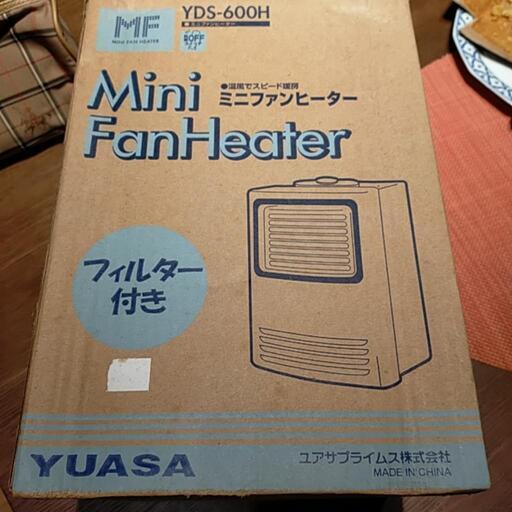 MF
MINI FAN HEATER
YDS-600H
■ミニファンヒーター
OFF
●温風でスピード暖房
ミニファンヒーター
Mini
FanHeater
フィルター
付き
YUASA
ユアサプライムス株式会社
MADE IN CHINA